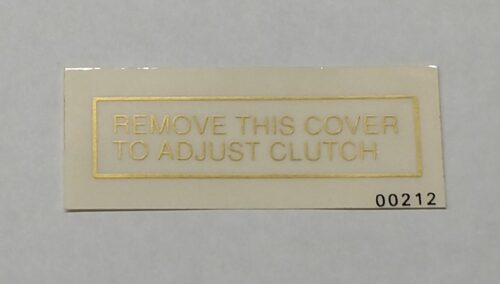 REMOVE THIS COVER
TO ADJUST CLUTCH
00212